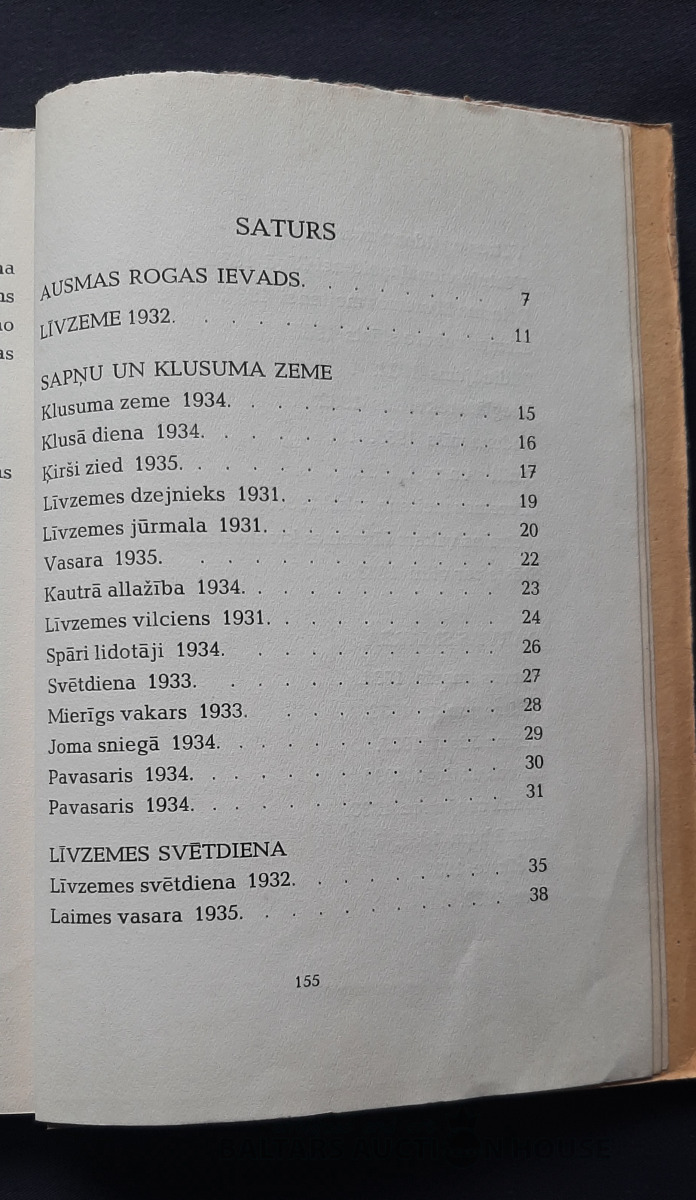 SATURS
AUSMAS ROGAS IEVADS. . . . . . . . 7
LĪVZEME 1932. . . . . . . . . . . . . 11
SAPŅU UN KLUSUMA ZEME
Klusuma zeme 1934. . . . . . . . . . . 15
Klusā diena 1934. . . . . . . . . . . . 16
Ķirši zied 1935. . . . . . . . . . . . . 17
Līvzemes dzejnieks 1931. . . . . . . . . 19
Līvzemes jūrmala 1931. . . . . . . . . . 20
Vasara 1935. . . . . . . . . . . . . 22
Kautrā allažība 1934. . . . . . . . . . . 23
Līvzemes vilciens 1931. . . . . . . . . . 24
Spāri lidotāji 1934. . . . . . . . . . . 26
Svētdiena 1933. . . . . . . . . . . . 27
Mierīgs vakars 1933. . . . . . . . . . 28
Joma sniegā 1934. . . . . . . . . . . . 29
Pavasaris 1934. . . . . . . . . . . . . 30
Pavasaris 1934. . . . . . . . . . . . . 31
LĪVZEMES SVĒTDIENA
Līvzemes svētdiena 1932. . . . . . . . . 35
Laimes vasara 1935. . . . . . . . . . . 38
155
BALTARS AUCTION HOUSE